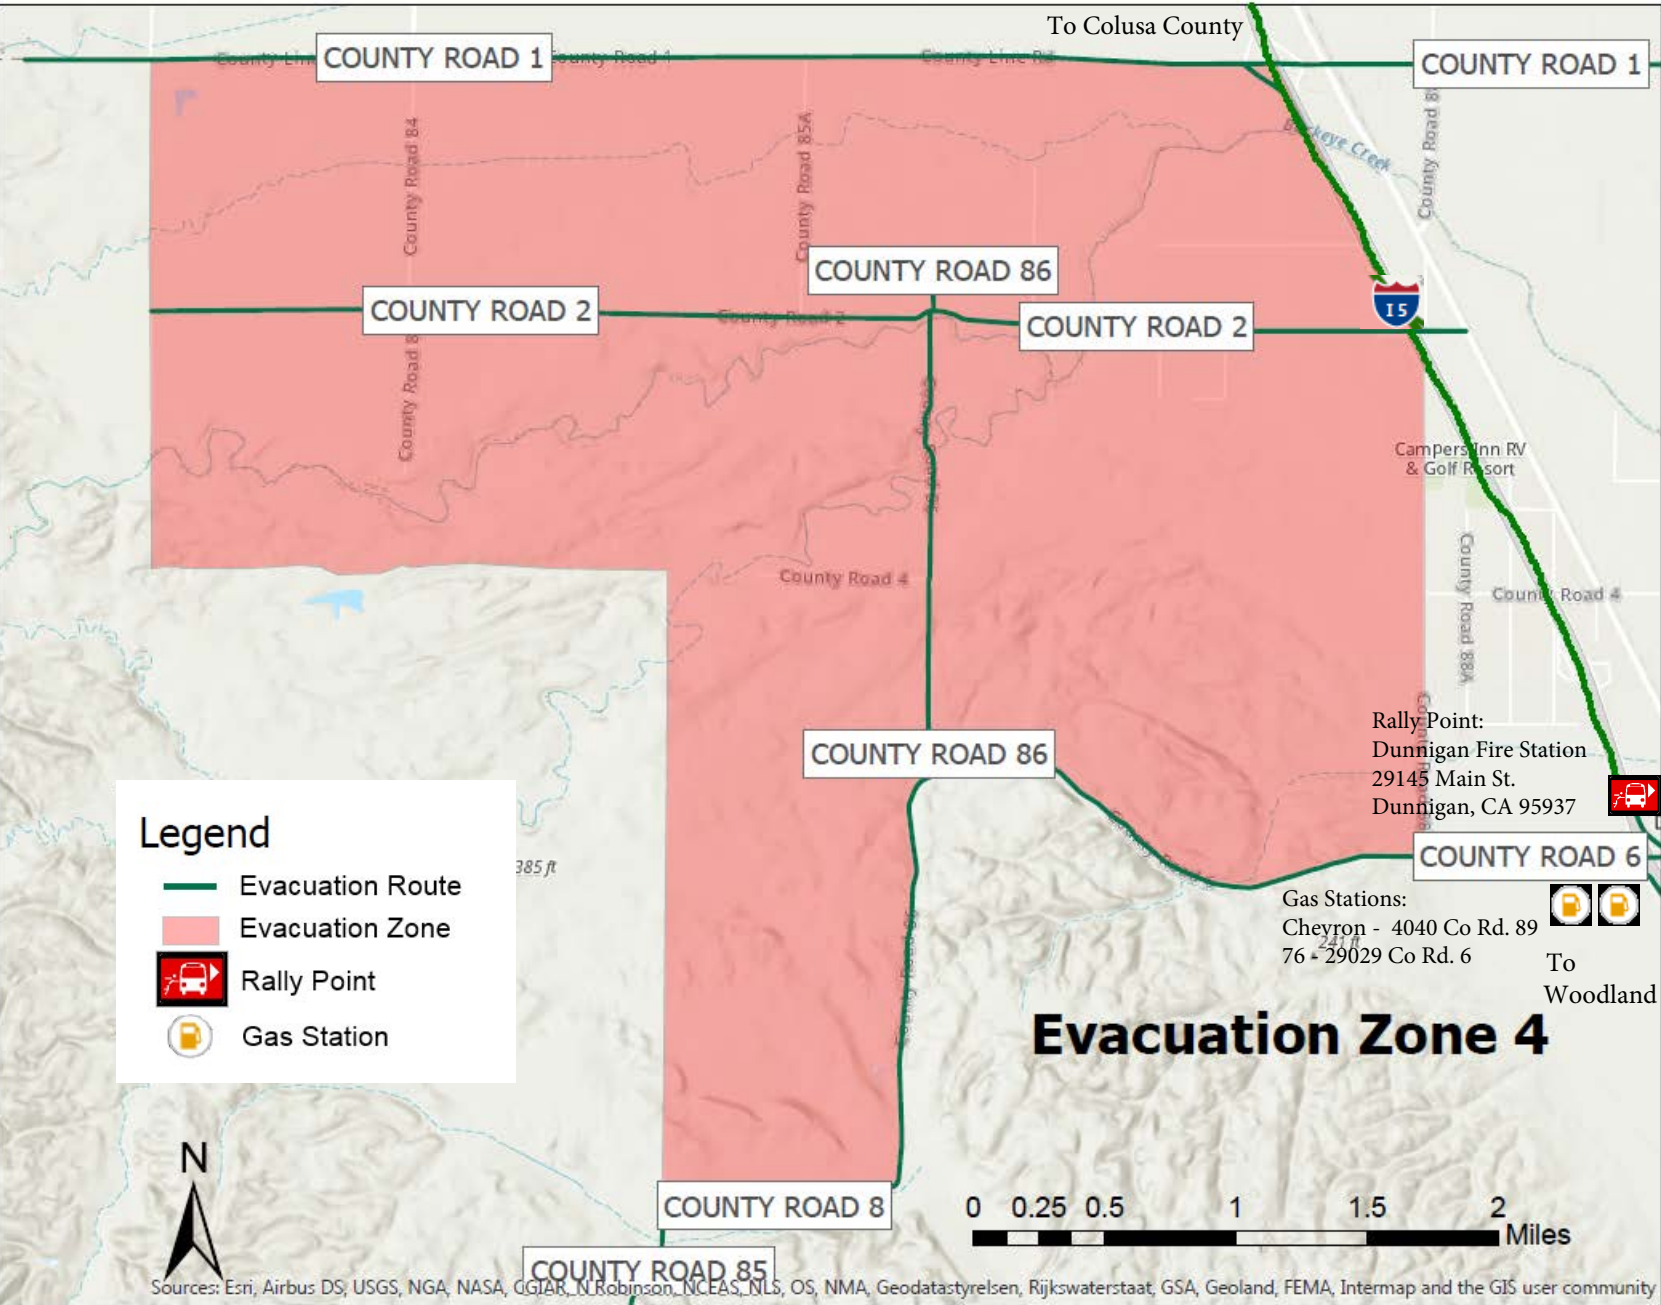 To Colusa County
COUNTY ROAD 1
County Road 1
County Line Rd
COUNTY ROAD 1
County Road 84
County Road 85A
Buckeye Creek
County Road 8
COUNTY ROAD 86
COUNTY ROAD 2
County Road 2
COUNTY ROAD 2
I 5
County Road 8
Campers Inn RV
& Golf Resort
County Road 4
County Road 4
County Road 88A
COUNTY ROAD 86
Rally Point:
Dunnigan Fire Station
29145 Main St.
Dunnigan, CA 95937
COUNTY ROAD 6
Legend
Evacuation Route
Evacuation Zone
Rally Point
Gas Station
385 ft
Gas Stations:
Chevron - 4040 Co Rd. 89
76 - 29029 Co Rd. 6
241 ft
To
Woodland
Evacuation Zone 4
N
COUNTY ROAD 8
0 0.25 0.5 1 1.5 2
Miles
COUNTY ROAD 85
Sources: Esri, Airbus DS, USGS, NGA, NASA, CGIAR, N Robinson, NCEAS, NLS, OS, NMA, Geodatastyrelsen, Rijkswaterstaat, GSA, Geoland, FEMA, Intermap and the GIS user community